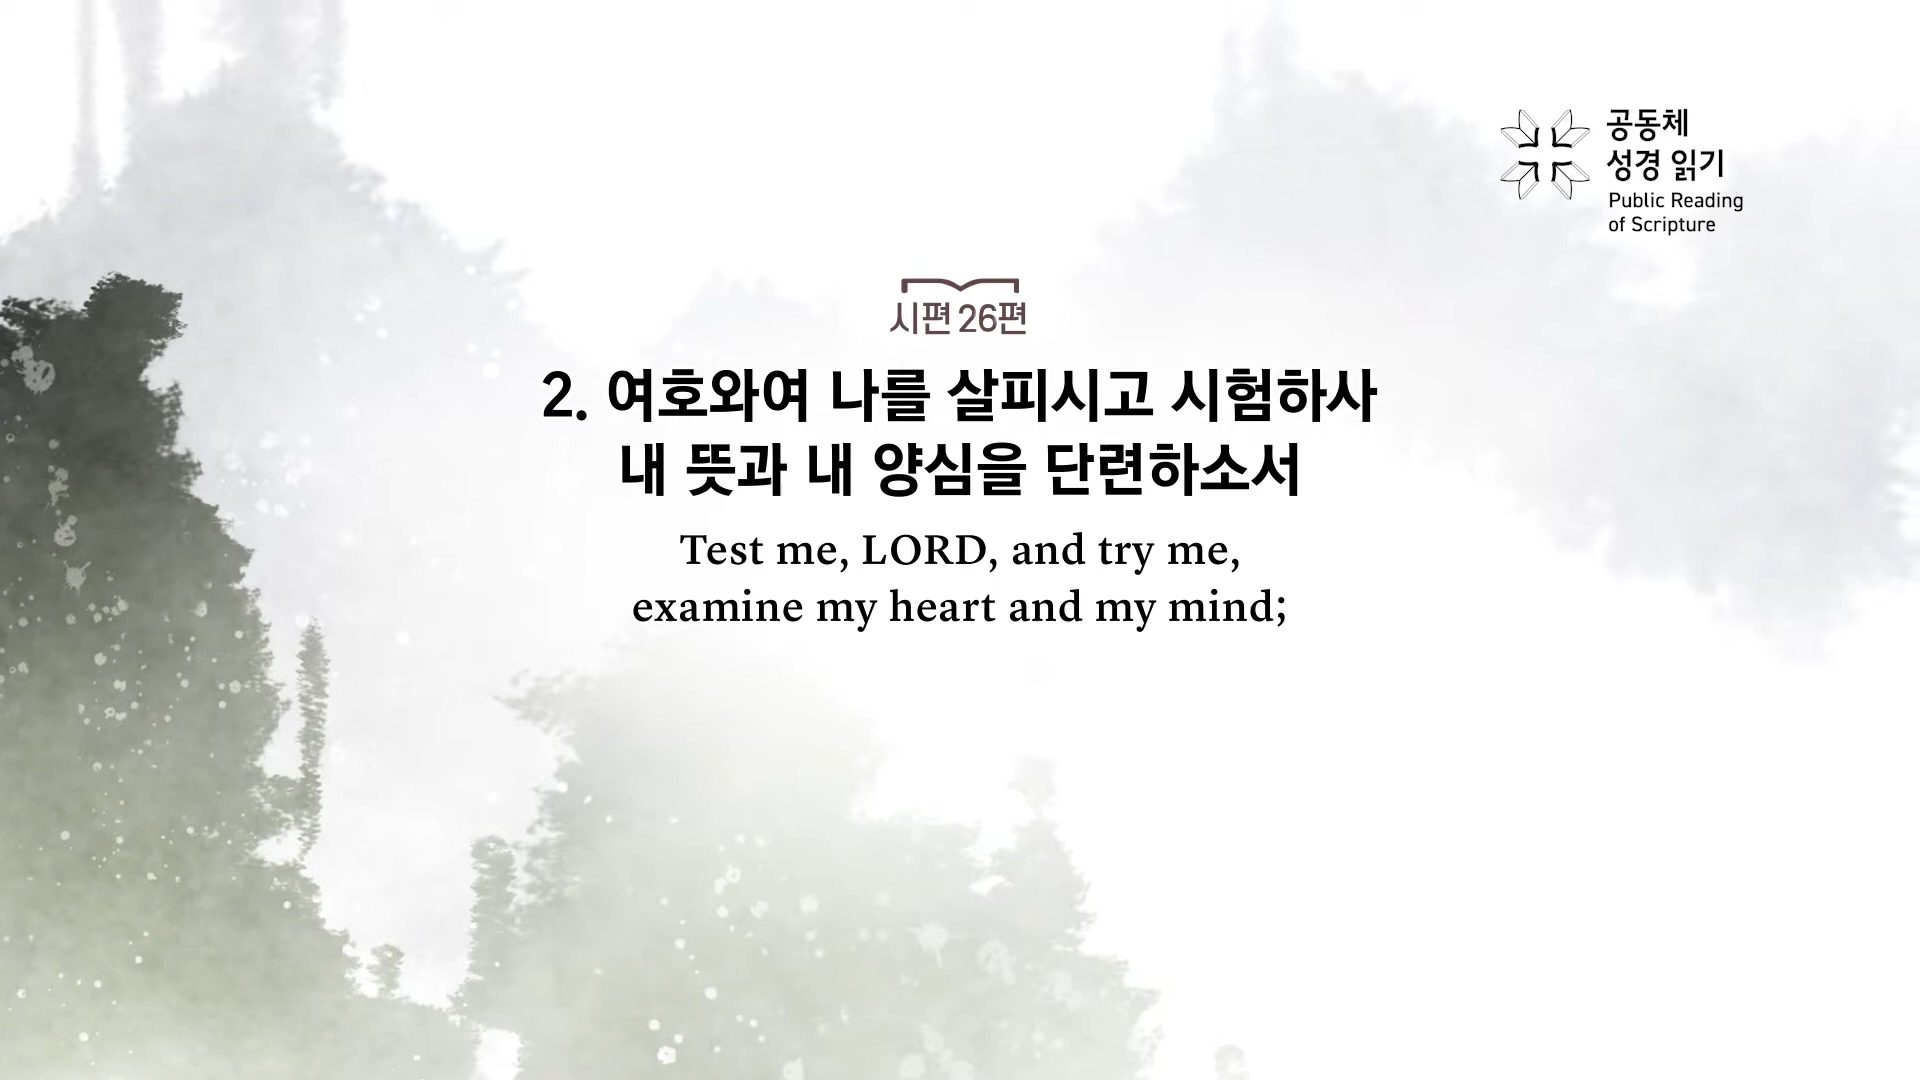 공동체
성경 읽기
Public Reading
of Scripture
시편 26편
2. 여호와여 나를 살피시고 시험하사
내 뜻과 내 양심을 단련하소서
Test me, LORD, and try me,
examine my heart and my mind;